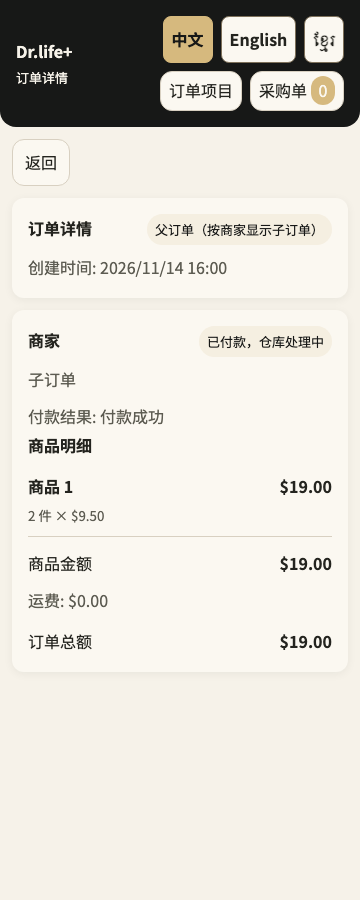 Dr.life+
订单详情
中文
English
ខ្មែរ
订单项目
采购单 0
返回
订单详情
父订单（按商家显示子订单）
创建时间: 2026/11/14 16:00
商家
已付款，仓库处理中
子订单
付款结果: 付款成功
商品明细
商品 1
$19.00
2 件 × $9.50
商品金额
$19.00
运费: $0.00
订单总额
$19.00